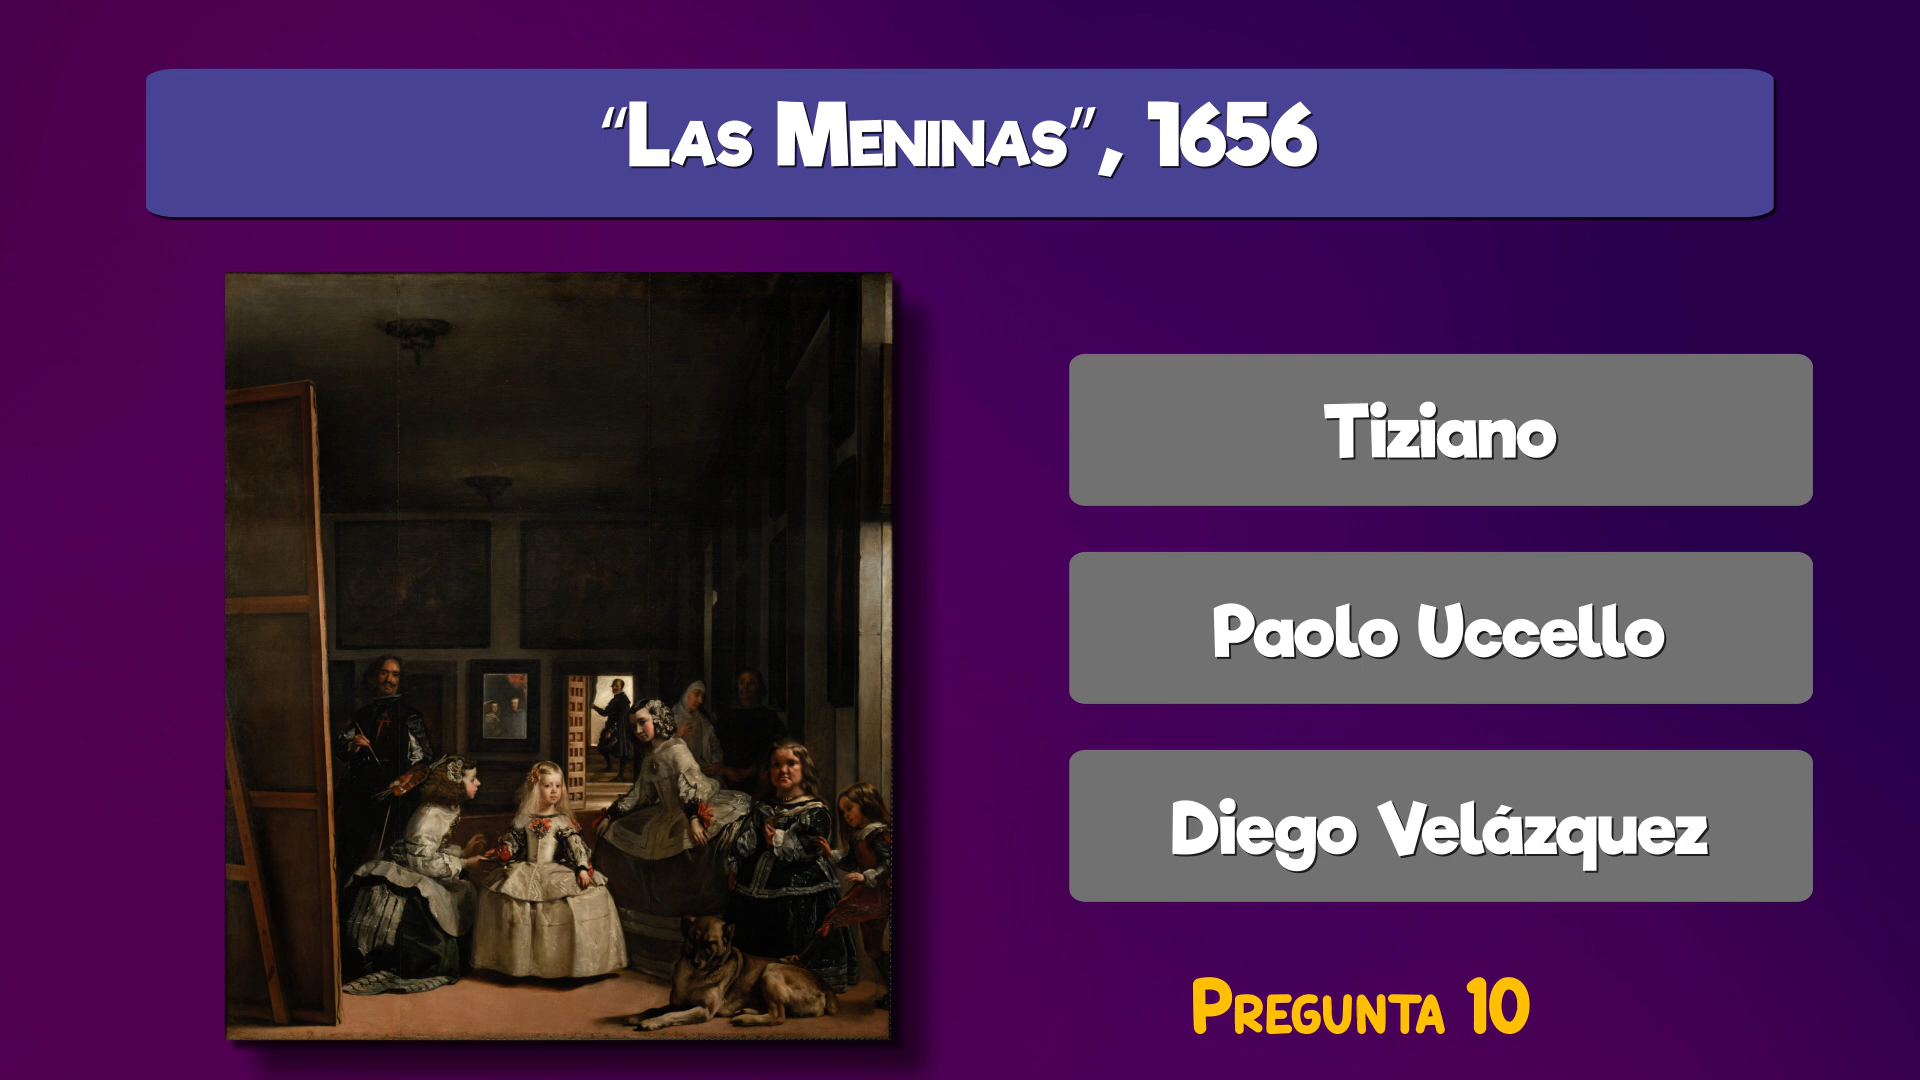 “Las Meninas”, 1656
Tiziano
Paolo Uccello
Diego Velázquez
Pregunta 10